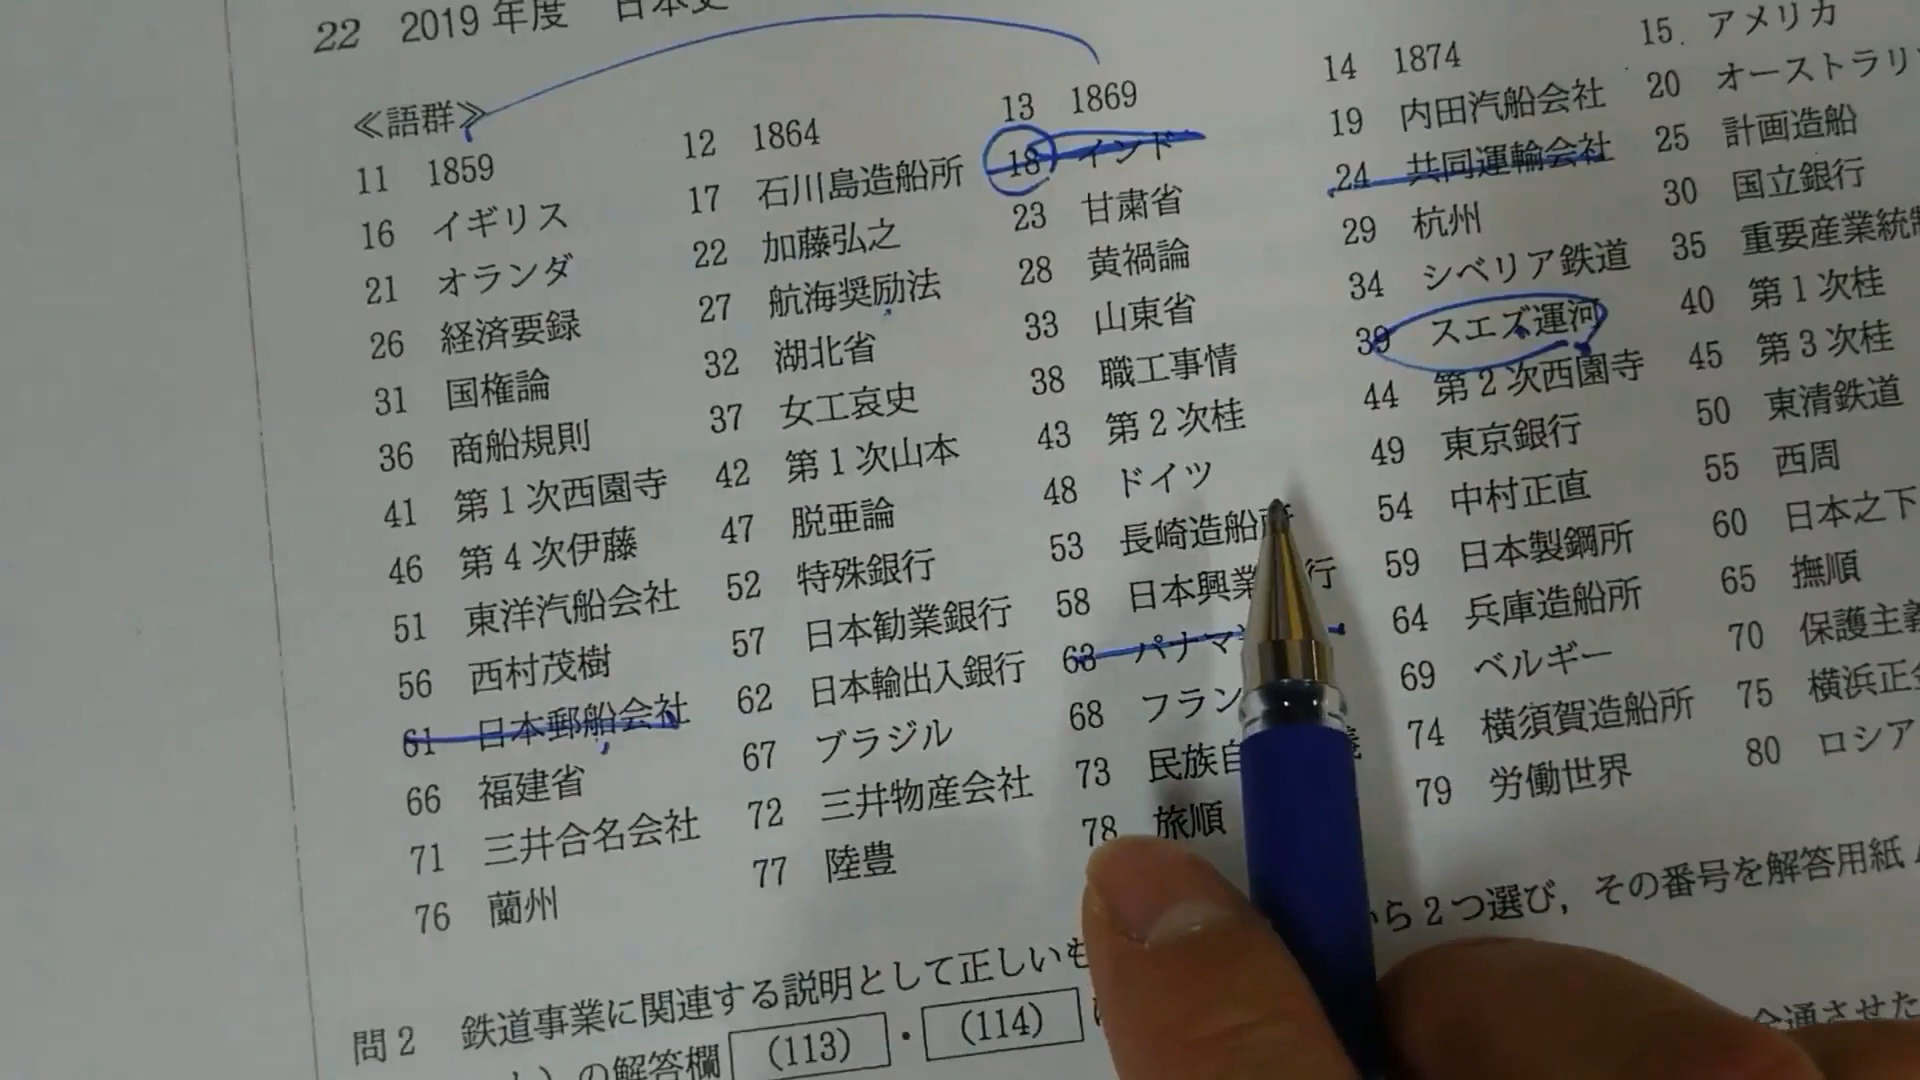 22 2019年度 日本史
≪語群≫
11 1859 12 1864 13 1869 14 1874 15 アメリカ
16 イギリス 17 石川島造船所 18 インド 19 内田汽船会社 20 オーストラリ
21 オランダ 22 加藤弘之 23 甘粛省 24 共同運輸会社 25 計画造船
26 経済要録 27 航海奨励法 28 黄禍論 29 杭州 30 国立銀行
31 国権論 32 湖北省 33 山東省 34 シベリア鉄道 35 重要産業統制
36 商船規則 37 女工哀史 38 職工事情 39 スエズ運河 40 第1次桂
41 第1次西園寺 42 第1次山本 43 第2次桂 44 第2次西園寺 45 第3次桂
46 第4次伊藤 47 脱亜論 48 ドイツ 49 東京銀行 50 東清鉄道
51 東洋汽船会社 52 特殊銀行 53 長崎造船所 54 中村正直 55 西周
56 西村茂樹 57 日本勧業銀行 58 日本興業銀行 59 日本製鋼所 60 日本之下
61 日本郵船会社 62 日本輸出入銀行 63 パナマ 64 兵庫造船所 65 撫順
66 福建省 67 ブラジル 68 フラン 69 ベルギー 70 保護主義
71 三井合名会社 72 三井物産会社 73 民族自 義 74 横須賀造船所 75 横浜正金
76 蘭州 77 陸豊 78 旅順 79 労働世界 80 ロシア
問2 鉄道事業に関連する説明として正しいも から2つ選び，その番号を解答用紙
の解答欄 (113)・(114) 全通させた